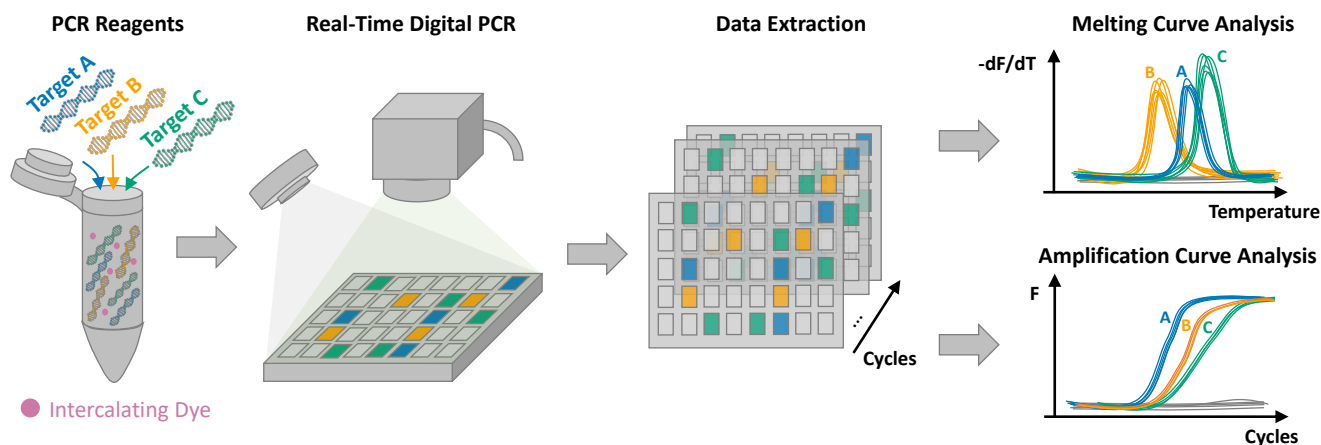 PCR Reagents
Target A
Target B
Target C
Intercalating Dye
Real-Time Digital PCR
Data Extraction
...
Cycles
Melting Curve Analysis
-dF/dT
B
A
C
Temperature
Amplification Curve Analysis
F
A
B
C
Cycles